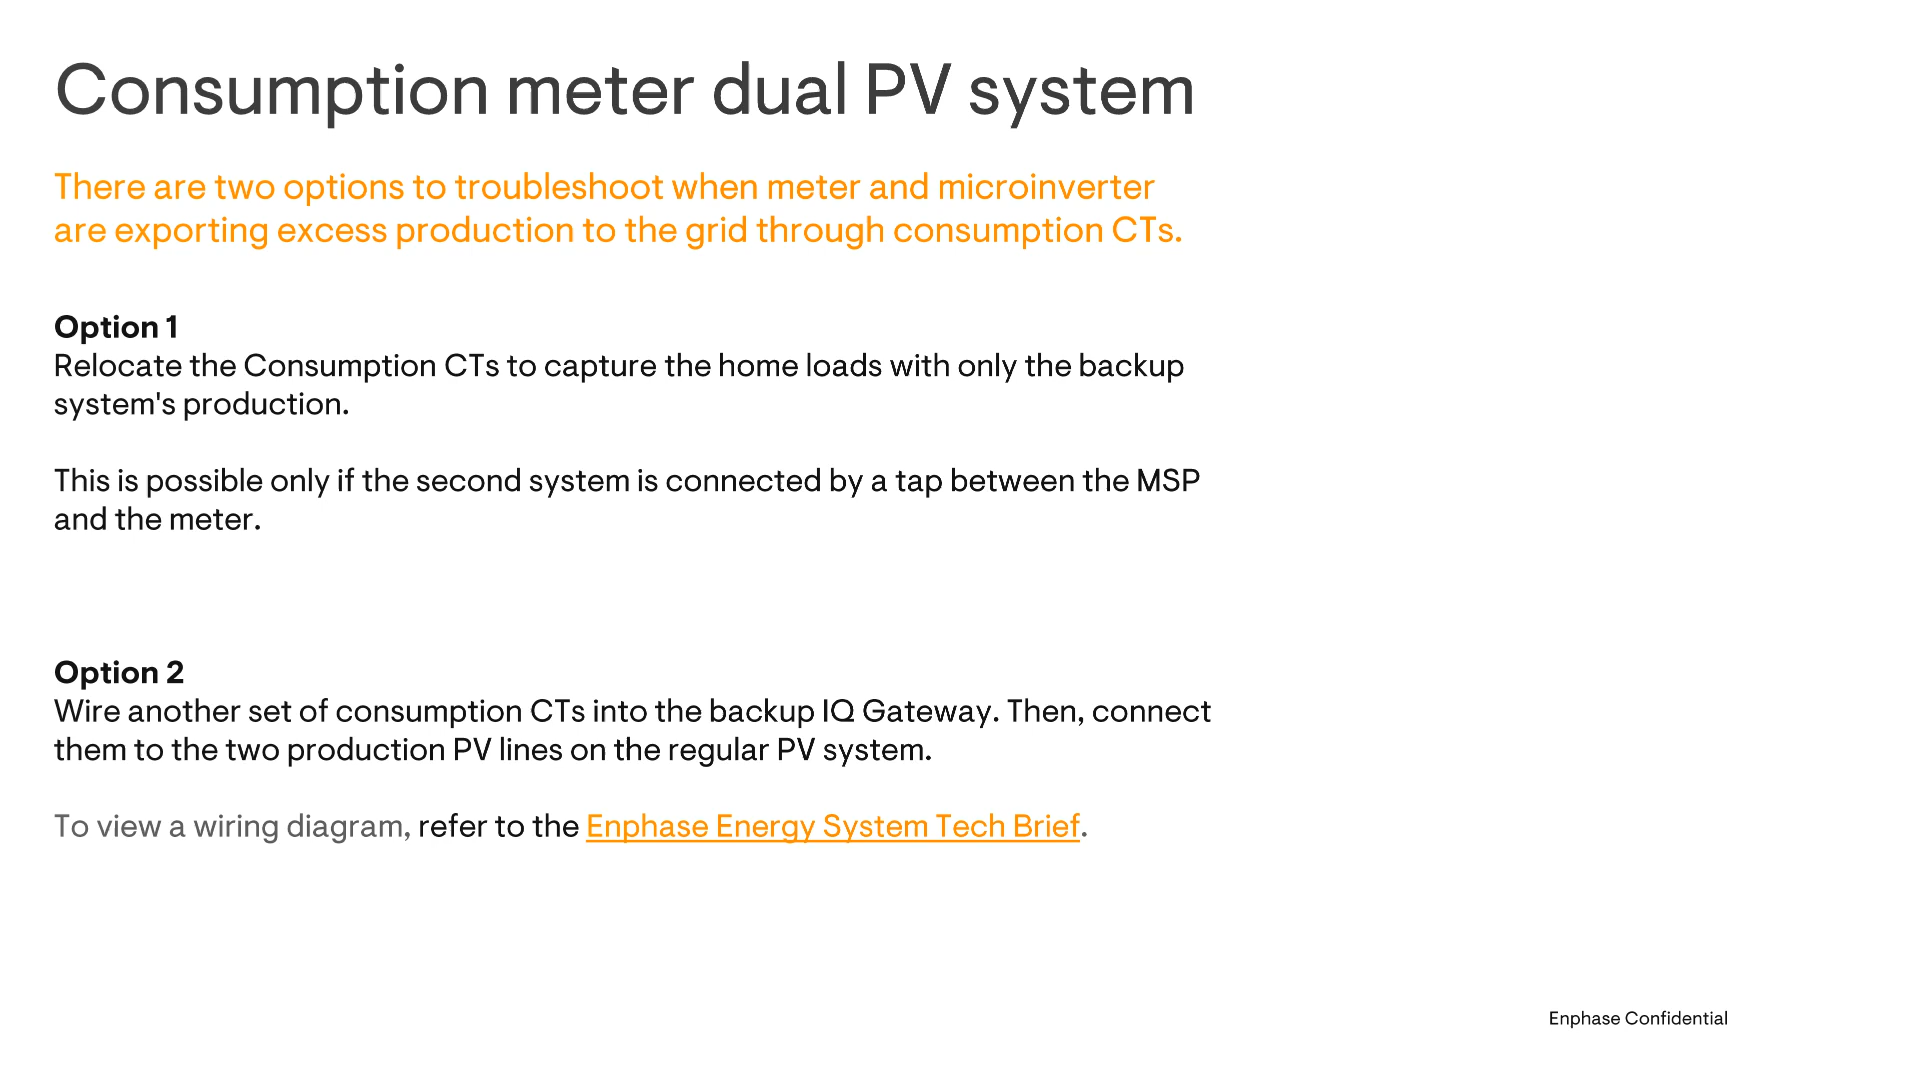 Consumption meter dual PV system
There are two options to troubleshoot when meter and microinverter
are exporting excess production to the grid through consumption CTs.
Option 1
Relocate the Consumption CTs to capture the home loads with only the backup
system's production.
This is possible only if the second system is connected by a tap between the MSP
and the meter.
Option 2
Wire another set of consumption CTs into the backup IQ Gateway. Then, connect
them to the two production PV lines on the regular PV system.
To view a wiring diagram, refer to the Enphase Energy System Tech Brief.
Enphase Confidential